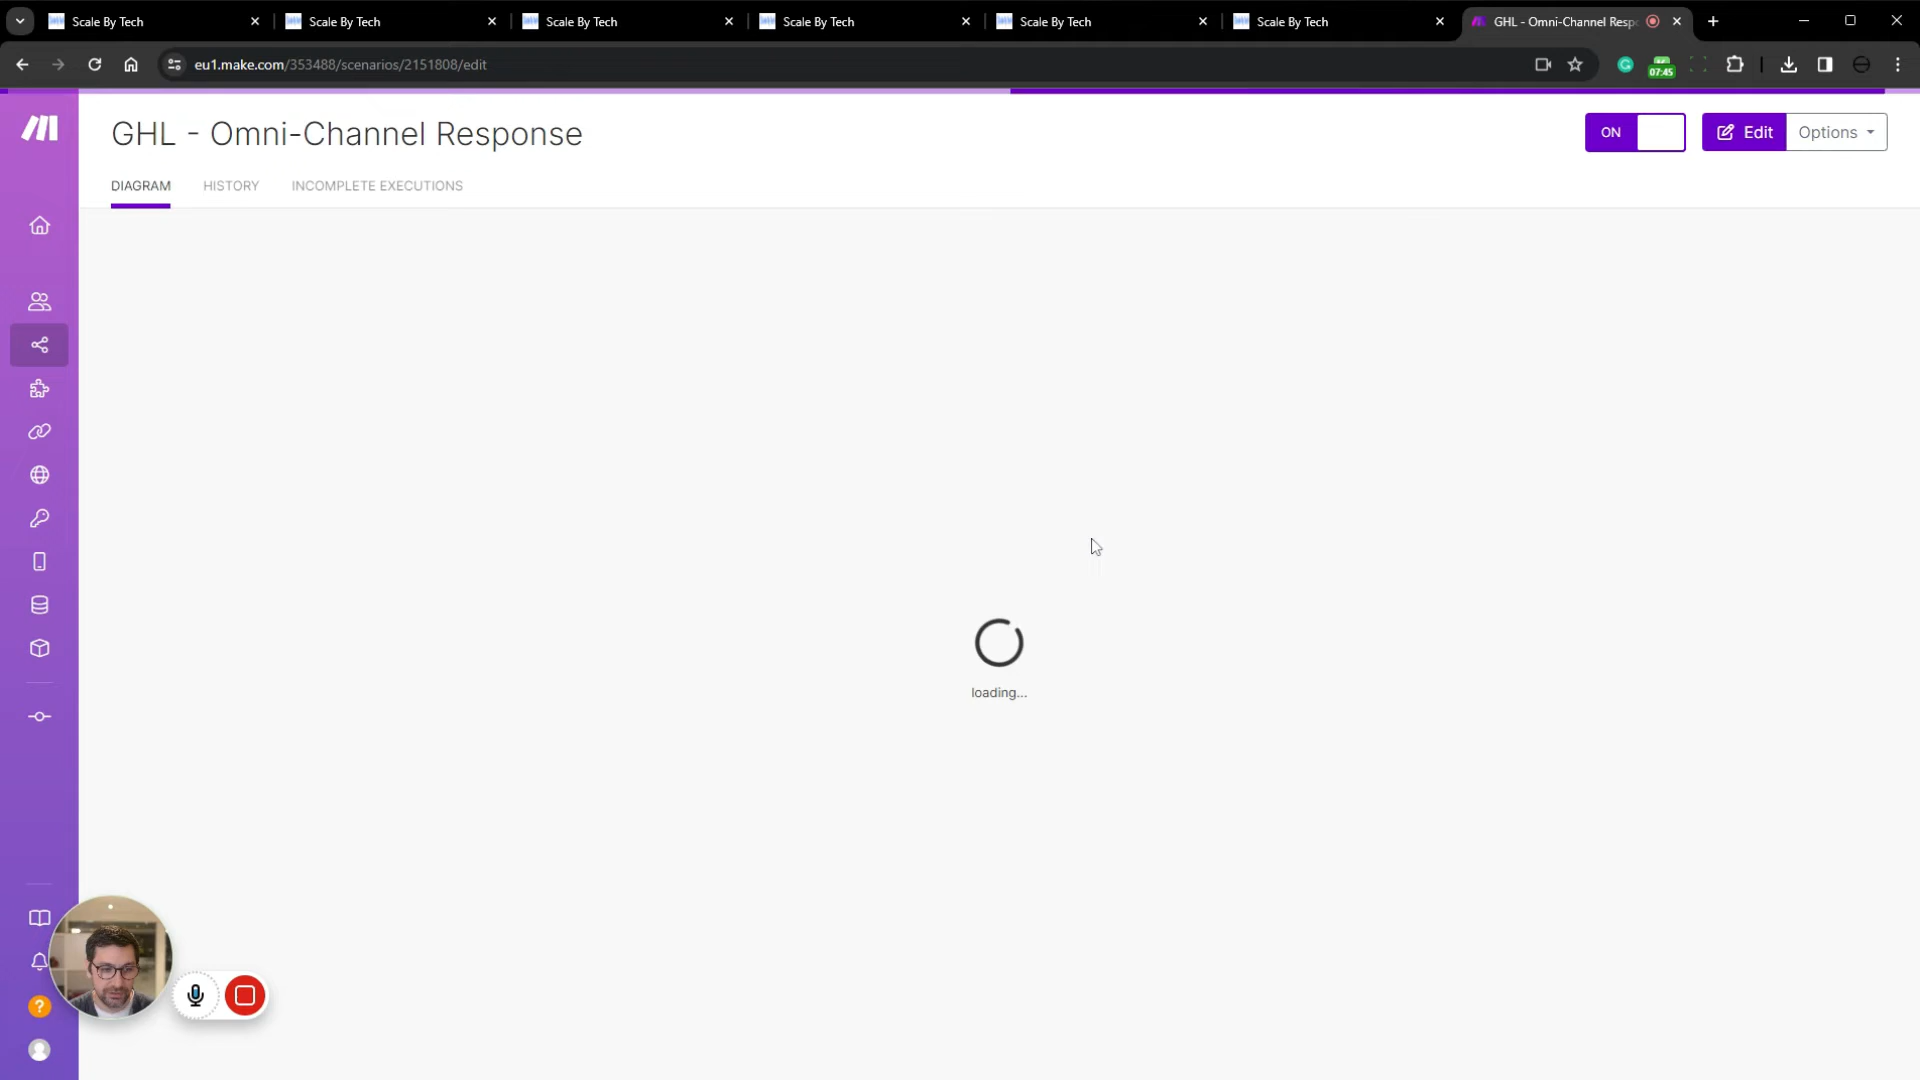 Scale By Tech
Scale By Tech
Scale By Tech
Scale By Tech
Scale By Tech
Scale By Tech
GHL - Omni-Channel Resp
eu1.make.com/353488/scenarios/2151808/edit
07:45
GHL - Omni-Channel Response
ON
Edit
Options
DIAGRAM
HISTORY
INCOMPLETE EXECUTIONS
loading...
?